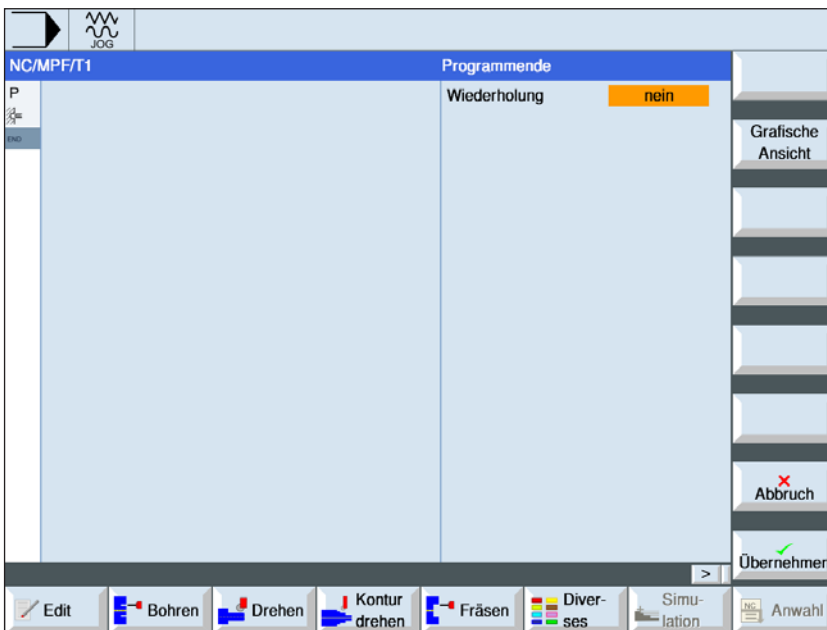 JOG
NC/MPF/T1
Programmende
P
END
Wiederholung
nein
Grafische
Ansicht
Abbruch
Übernehmen
>
Edit
Bohren
Drehen
Kontur
drehen
Fräsen
Diver-
ses
Simu-
lation
NC
Anwahl